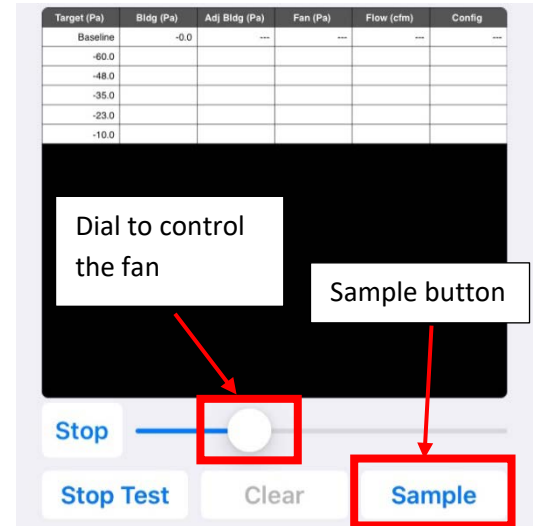 Target (Pa) Bldg (Pa) Adj Bldg (Pa) Fan (Pa) Flow (cfm) Config
Baseline -0.0 --- --- --- ---
-60.0
-48.0
-35.0
-23.0
-10.0
Dial to control
the fan
Sample button
Stop
Stop Test Clear Sample